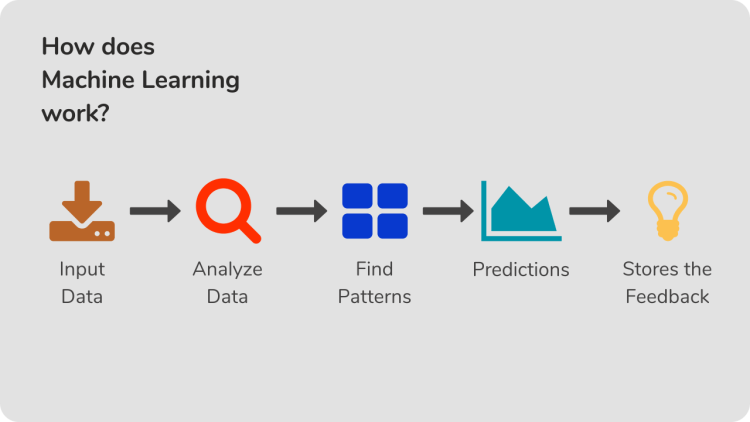 How does
Machine Learning
work?
Input
Data
Analyze
Data
Find
Patterns
Predictions
Stores the
Feedback